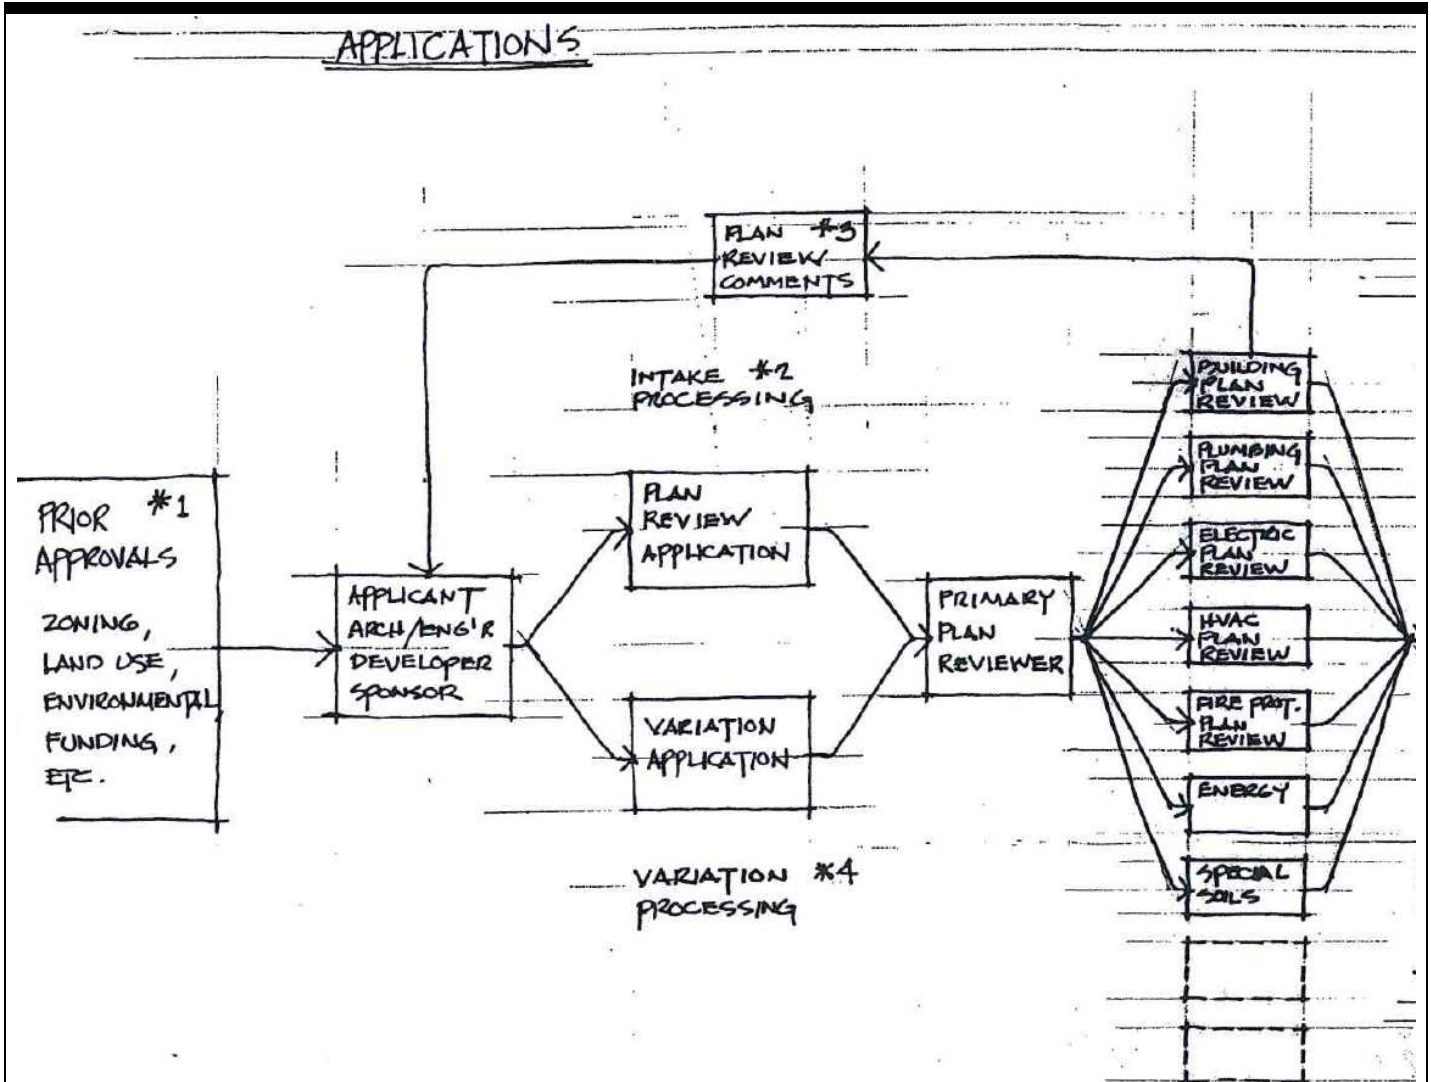 APPLICATIONS
PLAN #3
REVIEW
COMMENTS
INTAKE #2
PROCESSING
PRIOR #1
APPROVALS
ZONING,
LAND USE,
ENVIRONMENTAL
FUNDING,
ETC.
APPLICANT
ARCH/ENG'R
DEVELOPER
SPONSOR
PLAN
REVIEW
APPLICATION
VARIATION
APPLICATION
VARIATION #4
PROCESSING
PRIMARY
PLAN
REVIEWER
BUILDING
PLAN
REVIEW
PLUMBING
PLAN
REVIEW
ELECTRIC
PLAN
REVIEW
HVAC
PLAN
REVIEW
FIRE PROT.
PLAN
REVIEW
ENERGY
SPECIAL
SOILS